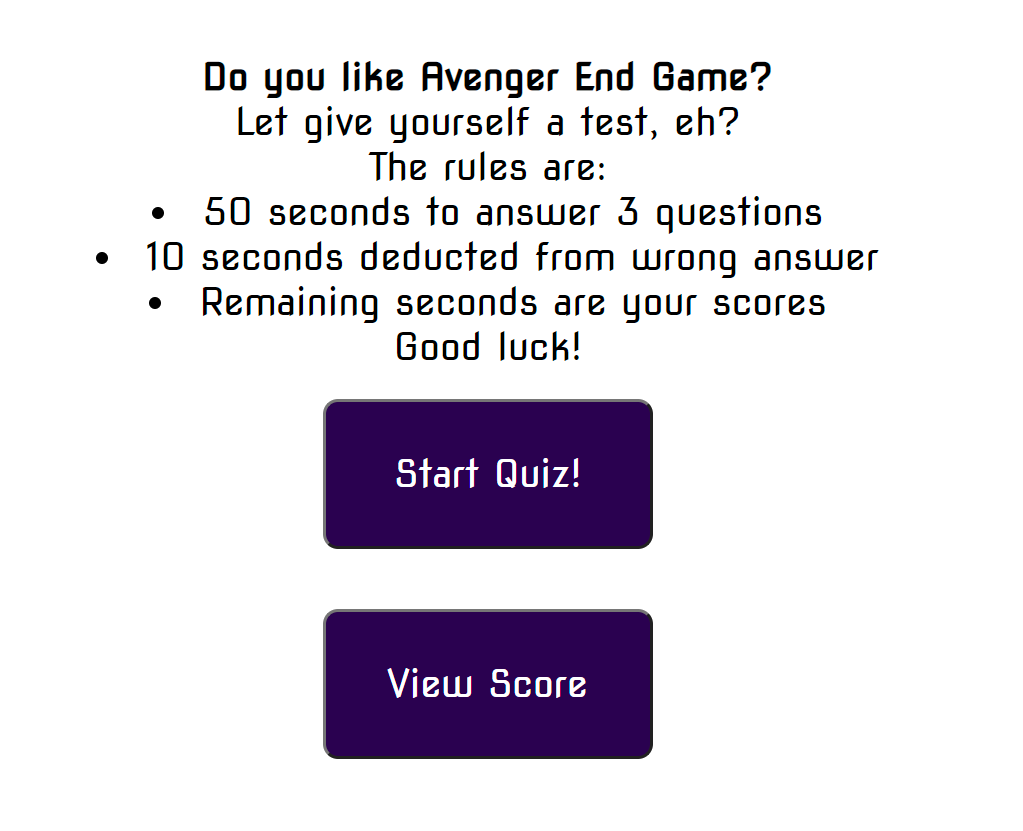 Do you like Avenger End Game?
Let give yourself a test, eh?
The rules are:
• 50 seconds to answer 3 questions
• 10 seconds deducted from wrong answer
• Remaining seconds are your scores
Good luck!
Start Quiz!
View Score